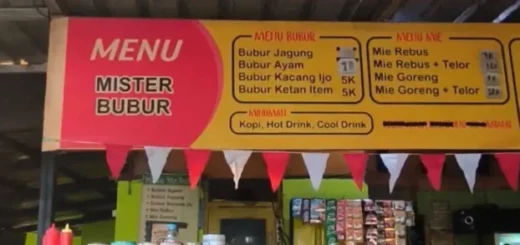 MENU
MISTER
BUBUR
MENU BUBUR
Bubur Jagung
Bubur Ayam
Bubur Kacang Ijo 5K
Bubur Ketan Item 5K
MENU MIE
Mie Rebus
Mie Rebus + Telor
Mie Goreng
Mie Goreng + Telor
MINUMAN
Kopi, Hot Drink, Cool Drink